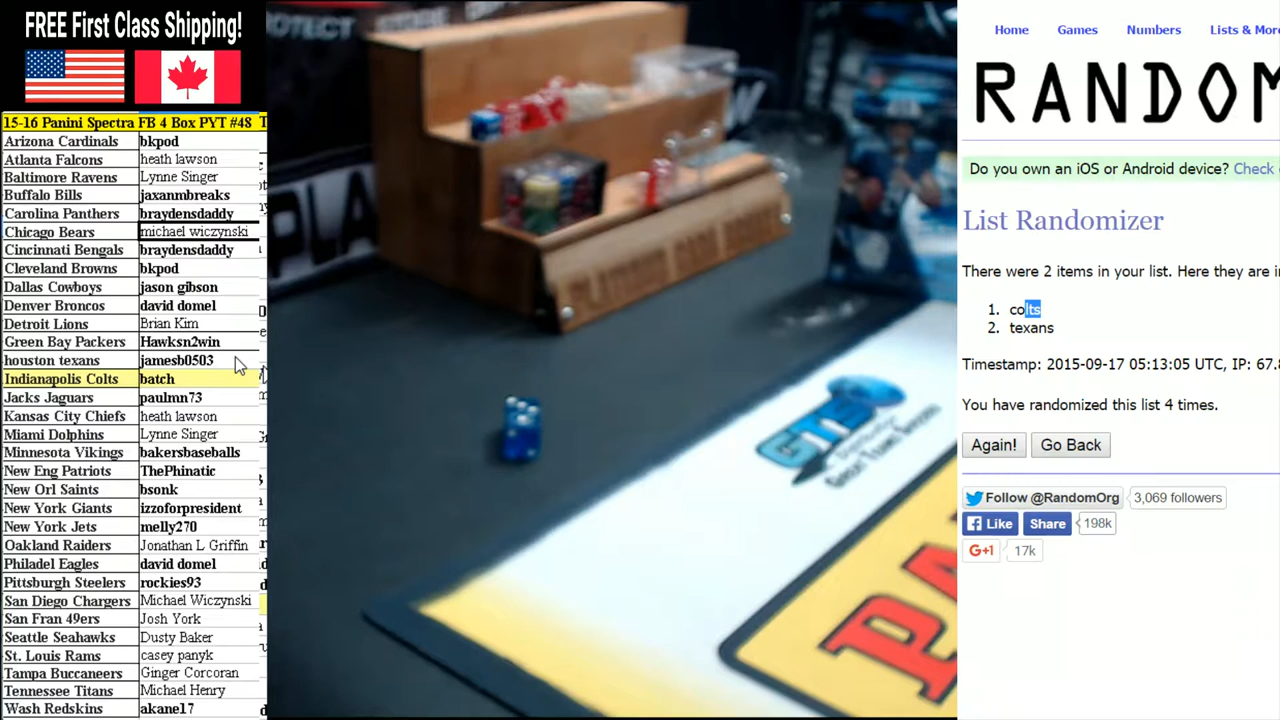 FREE First Class Shipping!
15-16 Panini Spectra FB 4 Box PYT #48
Arizona Cardinals bkpod
Atlanta Falcons heath lawson
Baltimore Ravens Lynne Singer
Buffalo Bills jaxanmbreaks
Carolina Panthers braydensdaddy
Chicago Bears michael wiczynski
Cincinnati Bengals braydensdaddy
Cleveland Browns bkpod
Dallas Cowboys jason gibson
Denver Broncos david domel
Detroit Lions Brian Kim
Green Bay Packers Hawksn2win
houston texans jamesb0503
Indianapolis Colts batch
Jacks Jaguars paulmn73
Kansas City Chiefs heath lawson
Miami Dolphins Lynne Singer
Minnesota Vikings bakersbaseballs
New Eng Patriots ThePhinatic
New Orl Saints bsonk
New York Giants izzoforpresident
New York Jets melly270
Oakland Raiders Jonathan L Griffin
Philadel Eagles david domel
Pittsburgh Steelers rockies93
San Diego Chargers Michael Wiczynski
San Fran 49ers Josh York
Seattle Seahawks Dusty Baker
St. Louis Rams casey panyk
Tampa Buccaneers Ginger Corcoran
Tennessee Titans Michael Henry
Wash Redskins akane17
GTS
PA
Home Games Numbers Lists & More
RANDOM
Do you own an iOS or Android device? Check
List Randomizer
There were 2 items in your list. Here they are in
1. colts
2. texans
Timestamp: 2015-09-17 05:13:05 UTC, IP: 67.8
You have randomized this list 4 times.
Again! Go Back
Follow @RandomOrg 3,069 followers
Like Share 198k
G+1 17k